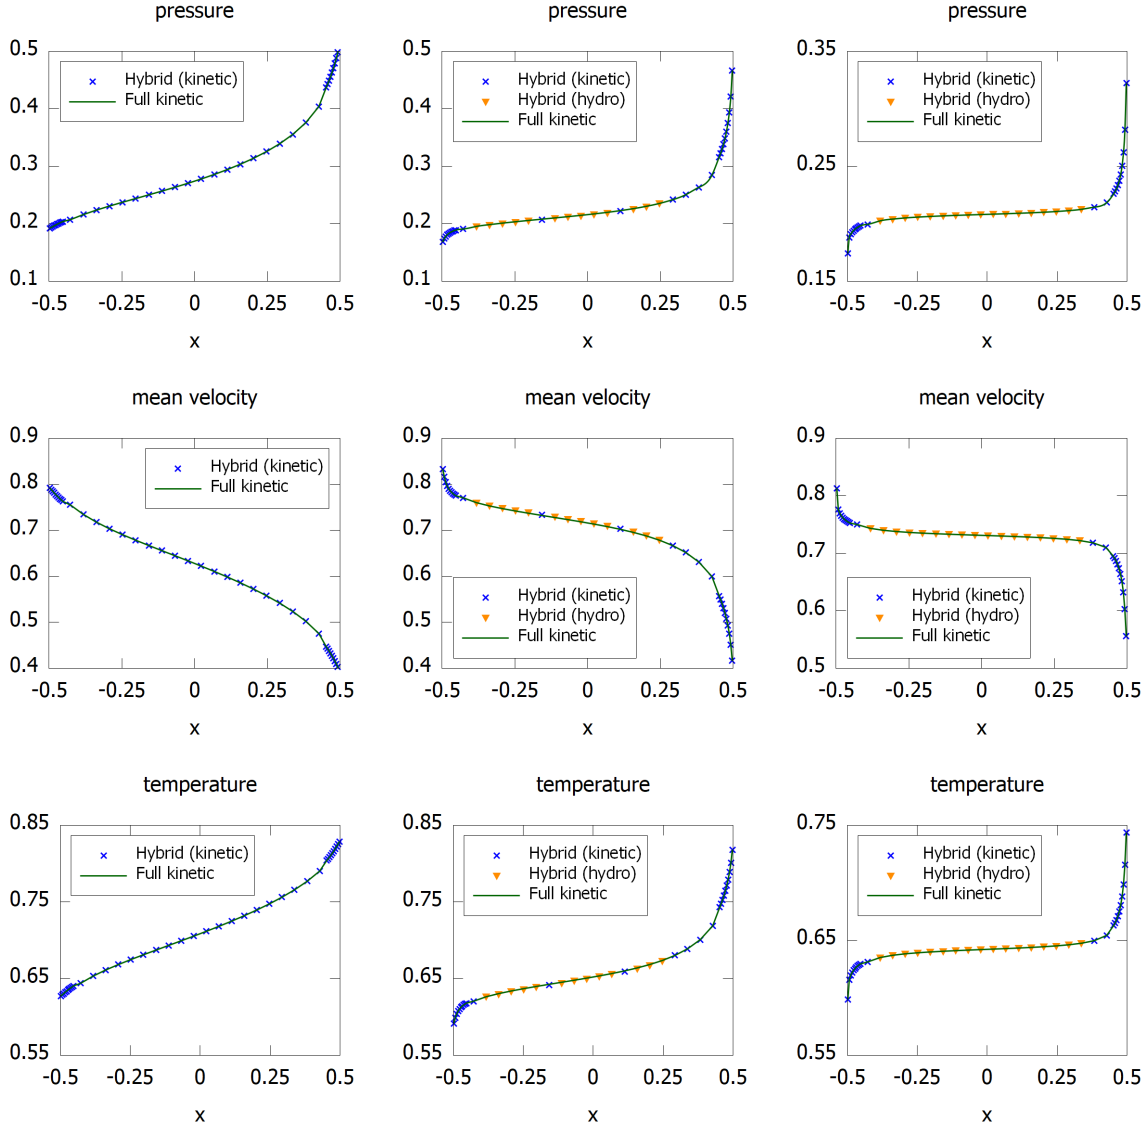 pressure
0.5
0.4
0.3
0.2
0.1
Hybrid (kinetic)
Full kinetic
-0.5 -0.25 0 0.25 0.5
x
pressure
0.5
0.4
0.3
0.2
0.1
Hybrid (kinetic)
Hybrid (hydro)
Full kinetic
-0.5 -0.25 0 0.25 0.5
x
pressure
0.35
0.25
0.15
Hybrid (kinetic)
Hybrid (hydro)
Full kinetic
-0.5 -0.25 0 0.25 0.5
x
mean velocity
0.9
0.8
0.7
0.6
0.5
0.4
Hybrid (kinetic)
Full kinetic
-0.5 -0.25 0 0.25 0.5
x
mean velocity
0.9
0.8
0.7
0.6
0.5
0.4
Hybrid (kinetic)
Hybrid (hydro)
Full kinetic
-0.5 -0.25 0 0.25 0.5
x
mean velocity
0.9
0.8
0.7
0.6
0.5
Hybrid (kinetic)
Hybrid (hydro)
Full kinetic
-0.5 -0.25 0 0.25 0.5
x
temperature
0.85
0.75
0.65
0.55
Hybrid (kinetic)
Full kinetic
-0.5 -0.25 0 0.25 0.5
x
temperature
0.85
0.75
0.65
0.55
Hybrid (kinetic)
Hybrid (hydro)
Full kinetic
-0.5 -0.25 0 0.25 0.5
x
temperature
0.75
0.65
0.55
Hybrid (kinetic)
Hybrid (hydro)
Full kinetic
-0.5 -0.25 0 0.25 0.5
x